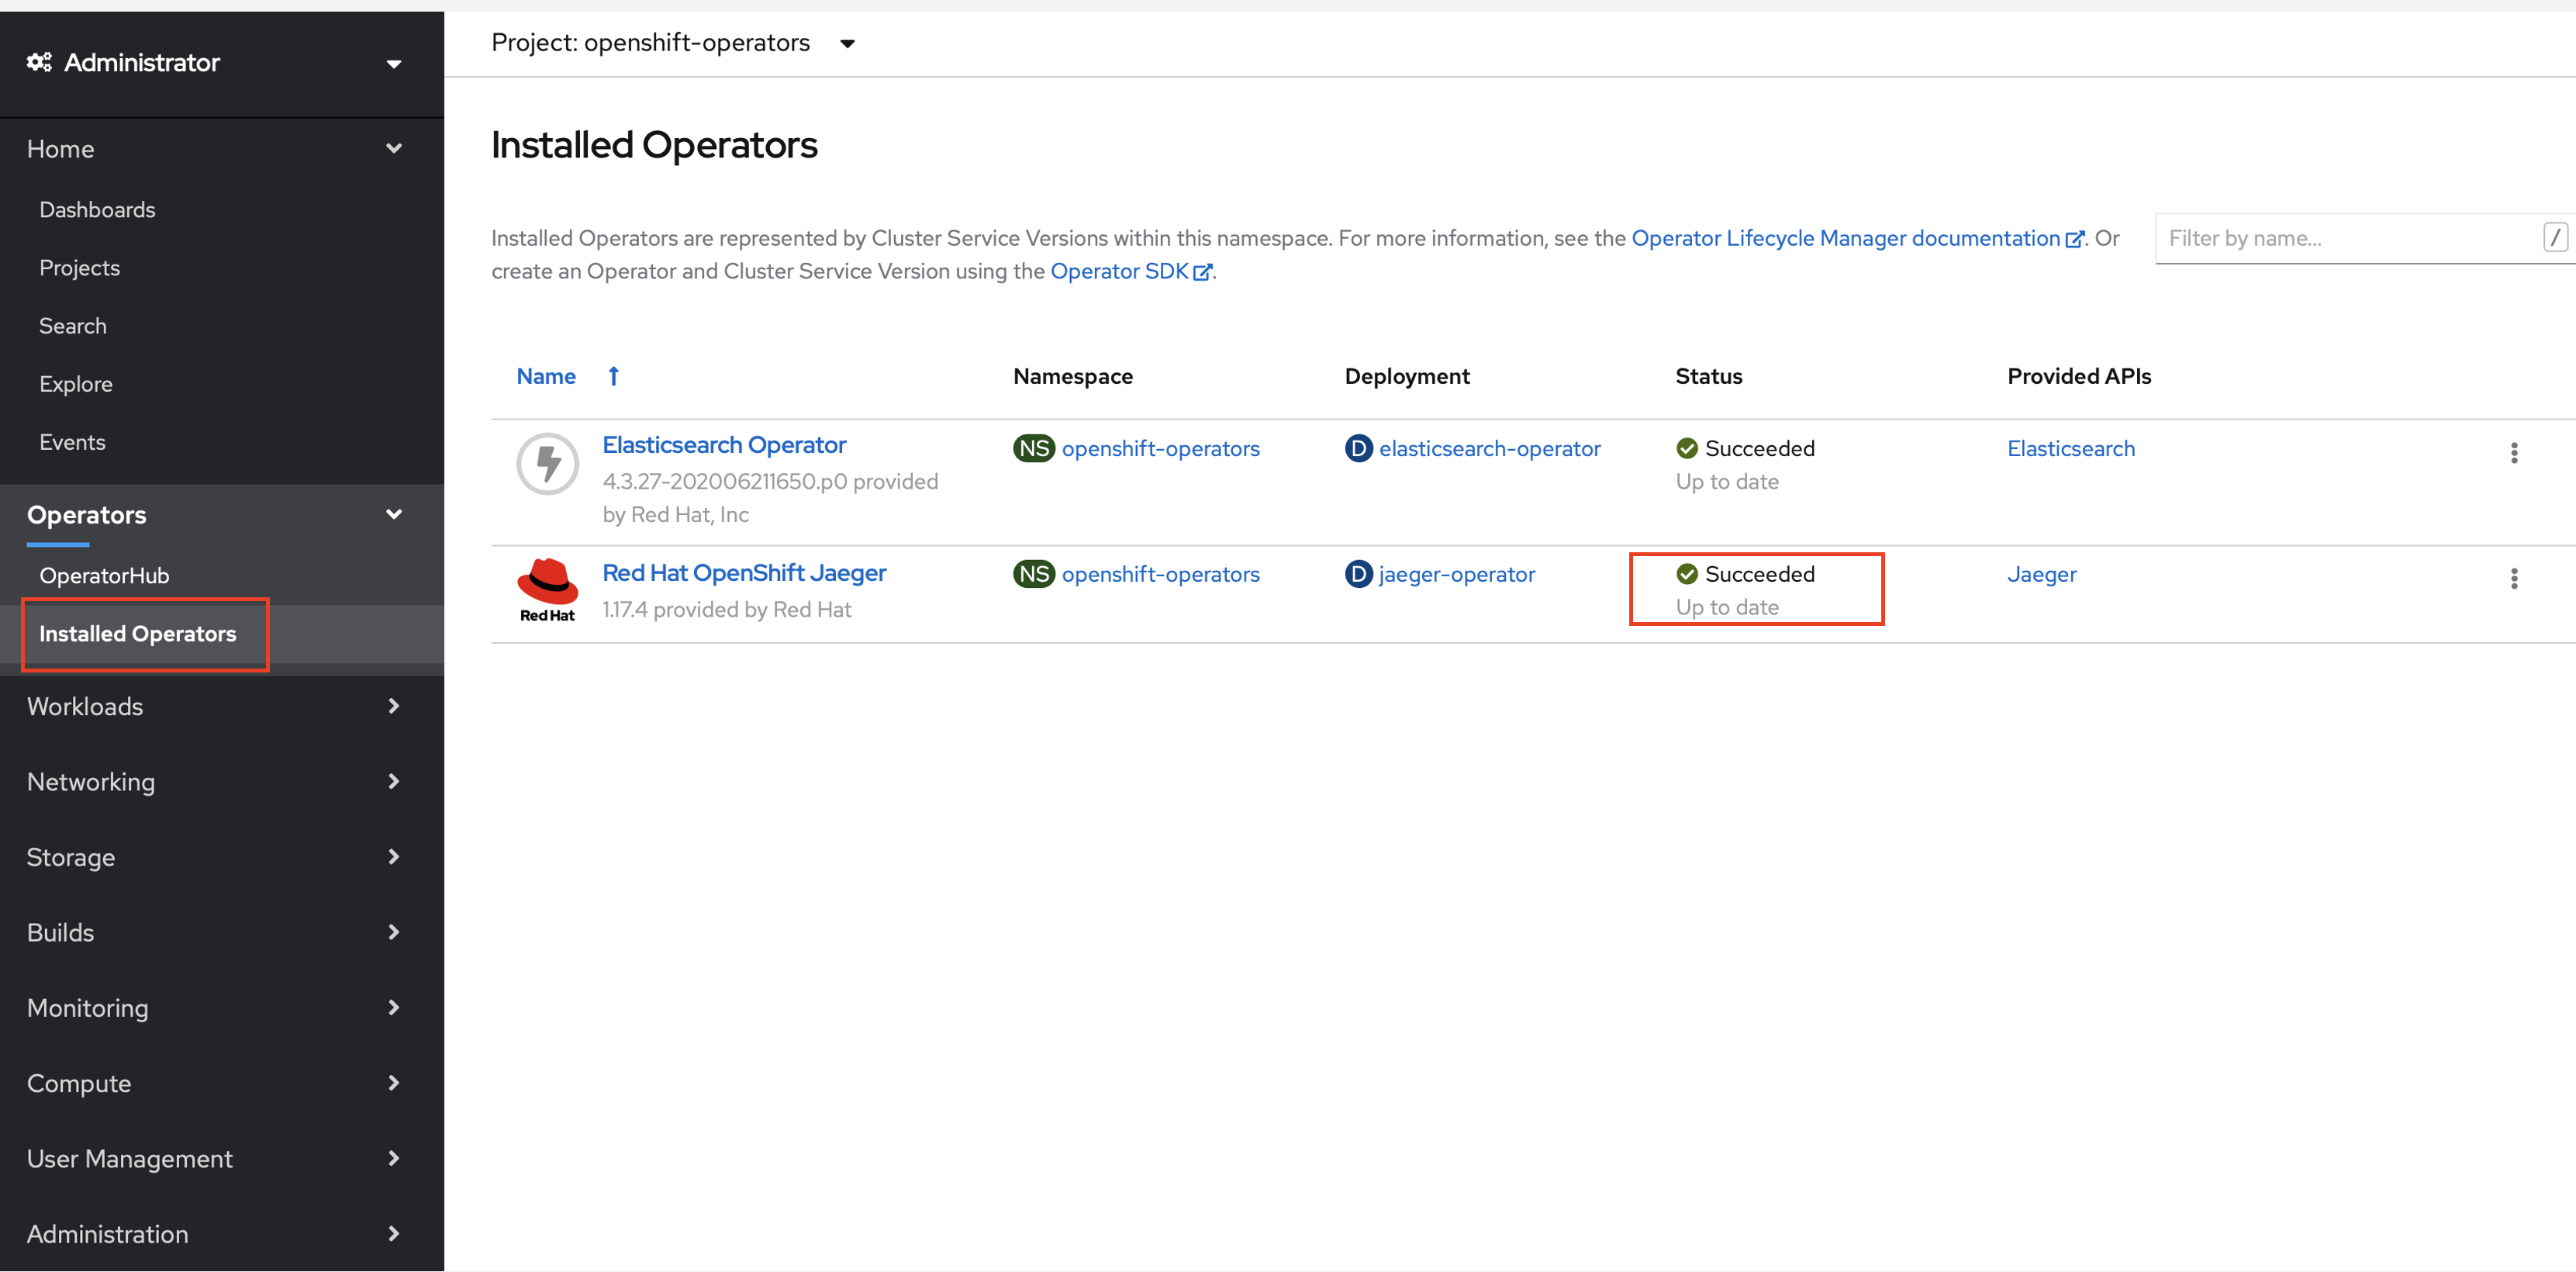 Administrator
Home
Dashboards
Projects
Search
Explore
Events
Operators
OperatorHub
Installed Operators
Workloads
Networking
Storage
Builds
Monitoring
Compute
User Management
Administration
Project: openshift-operators
Installed Operators
Installed Operators are represented by Cluster Service Versions within this namespace. For more information, see the Operator Lifecycle Manager documentation. Or
create an Operator and Cluster Service Version using the Operator SDK.
Filter by name... /
Name Namespace Deployment Status Provided APIs
Elasticsearch Operator NS openshift-operators D elasticsearch-operator Succeeded Elasticsearch
4.3.27-202006211650.p0 provided Up to date
by Red Hat, Inc
Red Hat OpenShift Jaeger NS openshift-operators D jaeger-operator Succeeded Jaeger
Red Hat 1.17.4 provided by Red Hat Up to date